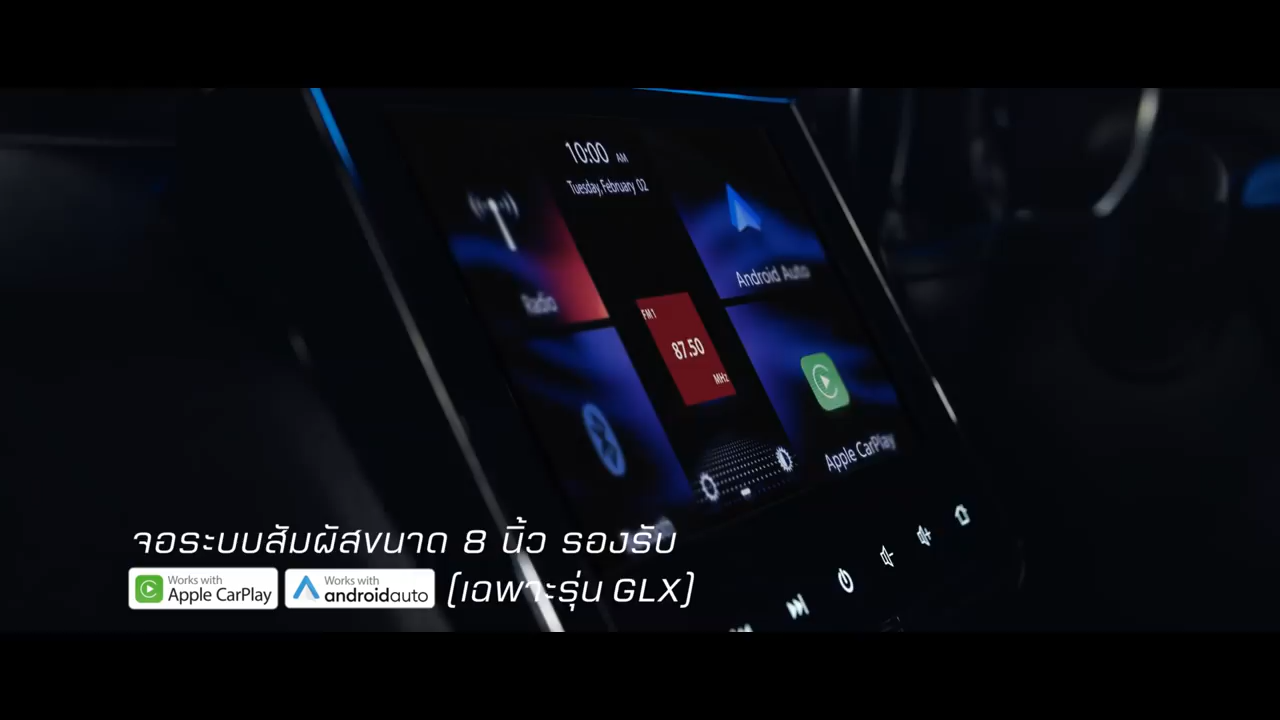 10:00 AM
Tuesday, February 02
Radio
Android Auto
FM1
87.50
MHz
Apple CarPlay
จอระบบสัมผัสขนาด 8 นิ้ว รองรับ
Works with Apple CarPlay Works with androidauto (เฉพาะรุ่น GLX)